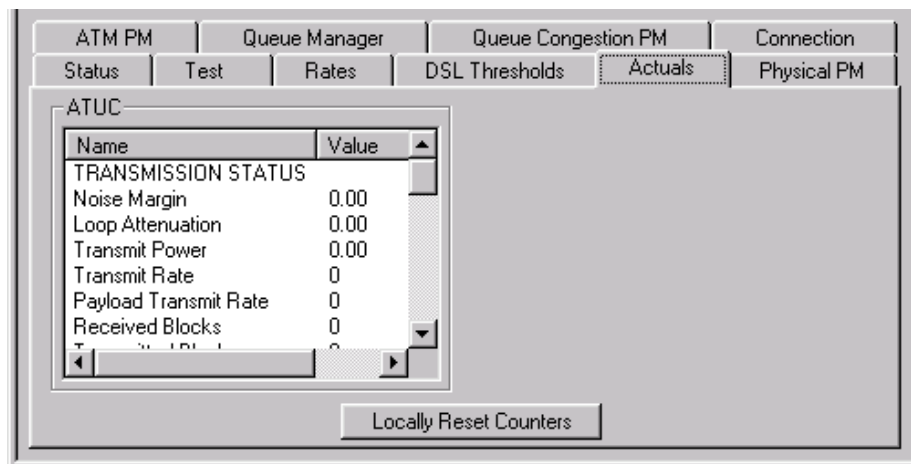 ATM PM Queue Manager Queue Congestion PM Connection
Status Test Rates DSL Thresholds Actuals Physical PM
ATUC
Name Value
TRANSMISSION STATUS
Noise Margin 0.00
Loop Attenuation 0.00
Transmit Power 0.00
Transmit Rate 0
Payload Transmit Rate 0
Received Blocks 0
Locally Reset Counters